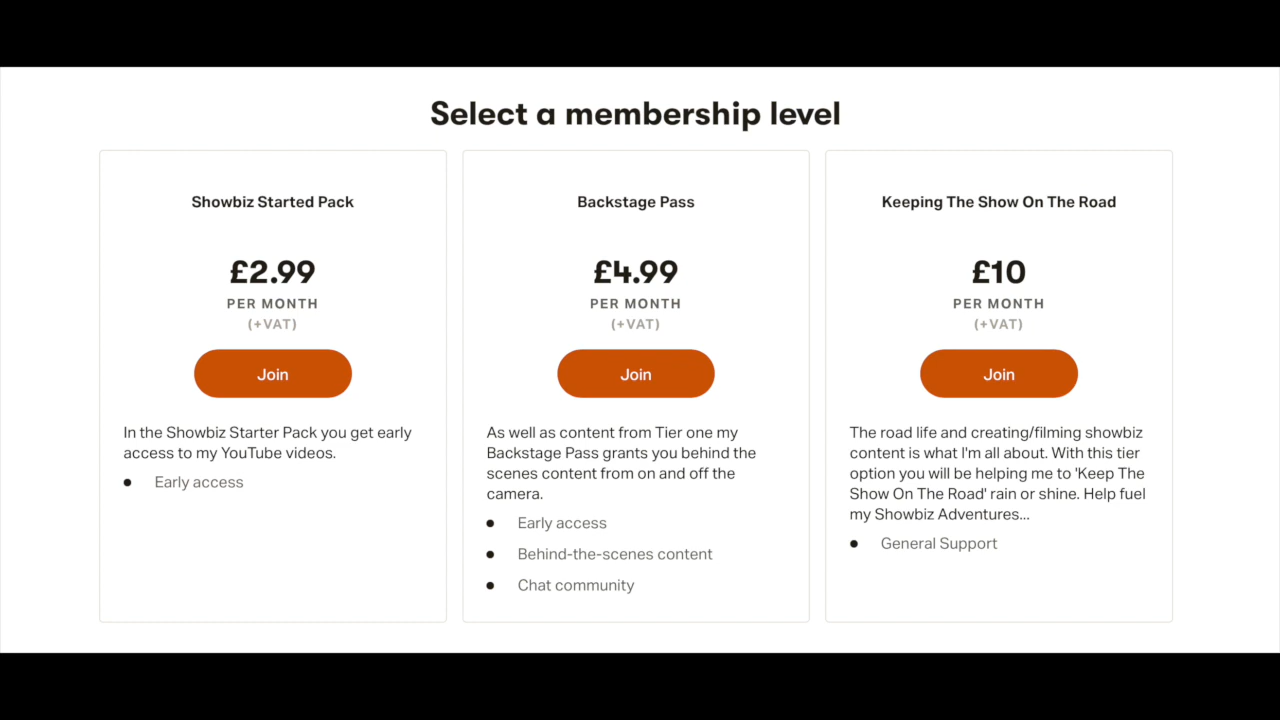 Select a membership level
Showbiz Started Pack
£2.99
PER MONTH
(+VAT)
Join
In the Showbiz Starter Pack you get early
access to my YouTube videos.
Early access
Backstage Pass
£4.99
PER MONTH
(+VAT)
Join
As well as content from Tier one my
Backstage Pass grants you behind the
scenes content from on and off the
camera.
Early access
Behind-the-scenes content
Chat community
Keeping The Show On The Road
£10
PER MONTH
(+VAT)
Join
The road life and creating/filming showbiz
content is what I'm all about. With this tier
option you will be helping me to 'Keep The
Show On The Road' rain or shine. Help fuel
my Showbiz Adventures...
General Support